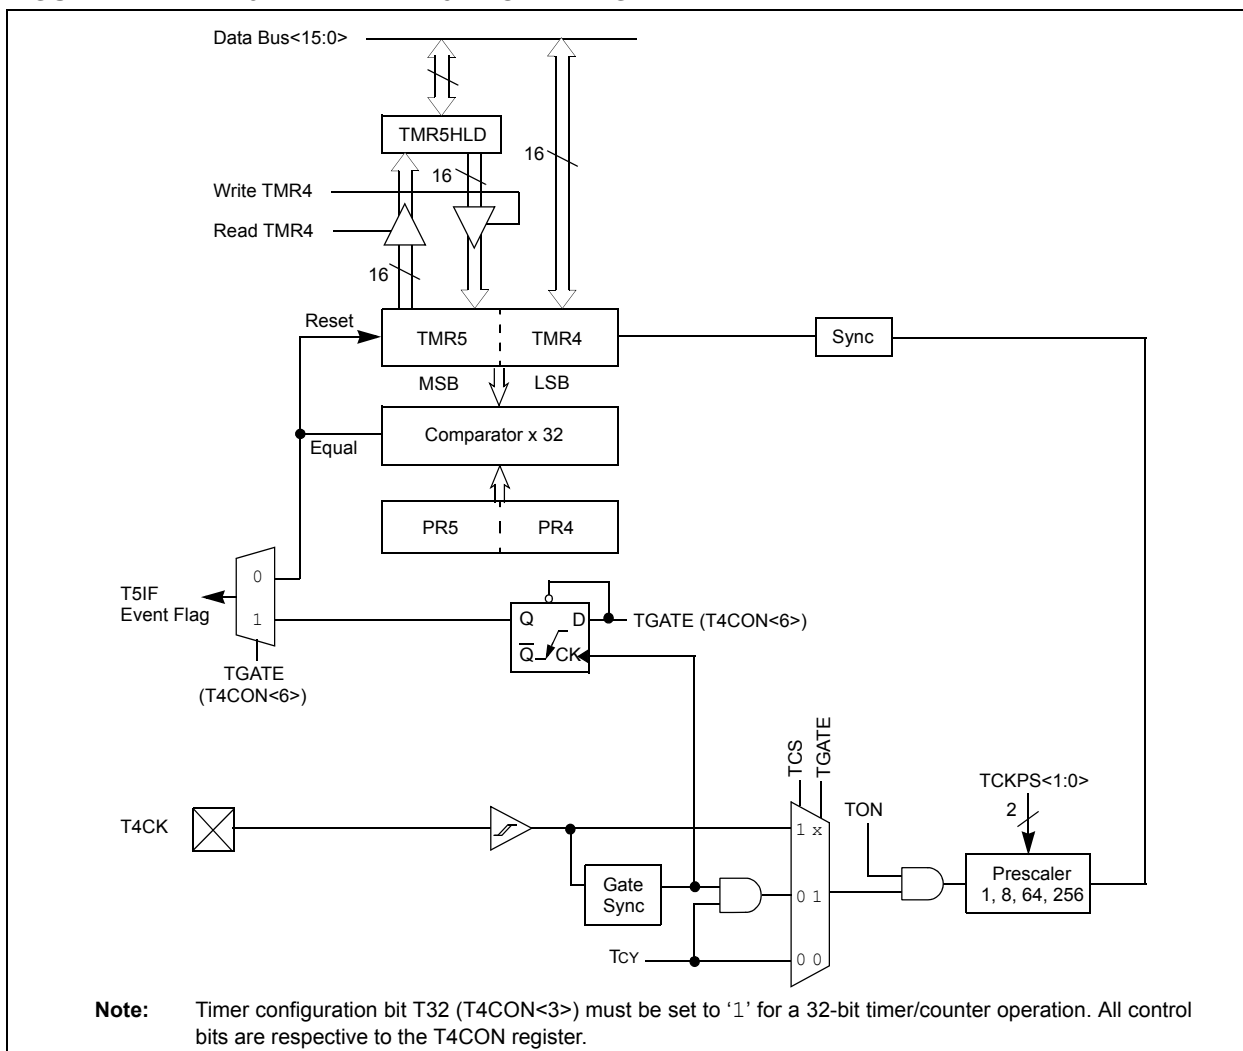 Data Bus<15:0>
TMR5HLD
16
16
Write TMR4
Read TMR4
16
Reset
TMR5
TMR4
Sync
MSB
LSB
Equal
Comparator x 32
PR5
PR4
0
1
T5IF
Event Flag
TGATE
(T4CON<6>)
Q
D
Q
CK
TGATE (T4CON<6>)
TCS
TGATE
TCKPS<1:0>
2
TON
T4CK
1 x
0 1
0 0
Gate
Sync
Prescaler
1, 8, 64, 256
TCY
Note: Timer configuration bit T32 (T4CON<3>) must be set to ‘1’ for a 32-bit timer/counter operation. All control
bits are respective to the T4CON register.